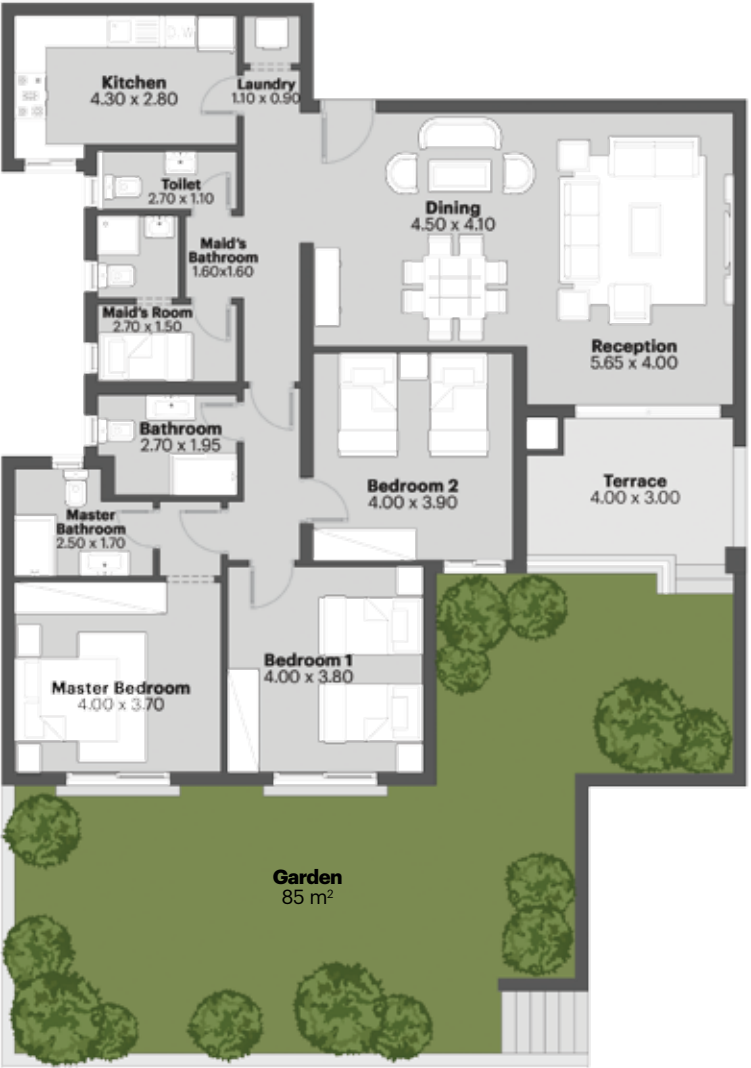 Kitchen
4.30 x 2.80
Laundry
1.10 x 0.90
Toilet
2.70 x 1.10
Dining
4.50 x 4.10
Maid's
Bathroom
1.60x1.60
Maid's Room
2.70 x 1.50
Reception
5.65 x 4.00
Bathroom
2.70 x 1.95
Bedroom 2
4.00 x 3.90
Terrace
4.00 x 3.00
Master
Bathroom
2.50 x 1.70
Bedroom 1
4.00 x 3.80
Master Bedroom
4.00 x 3.70
Garden
85 m²